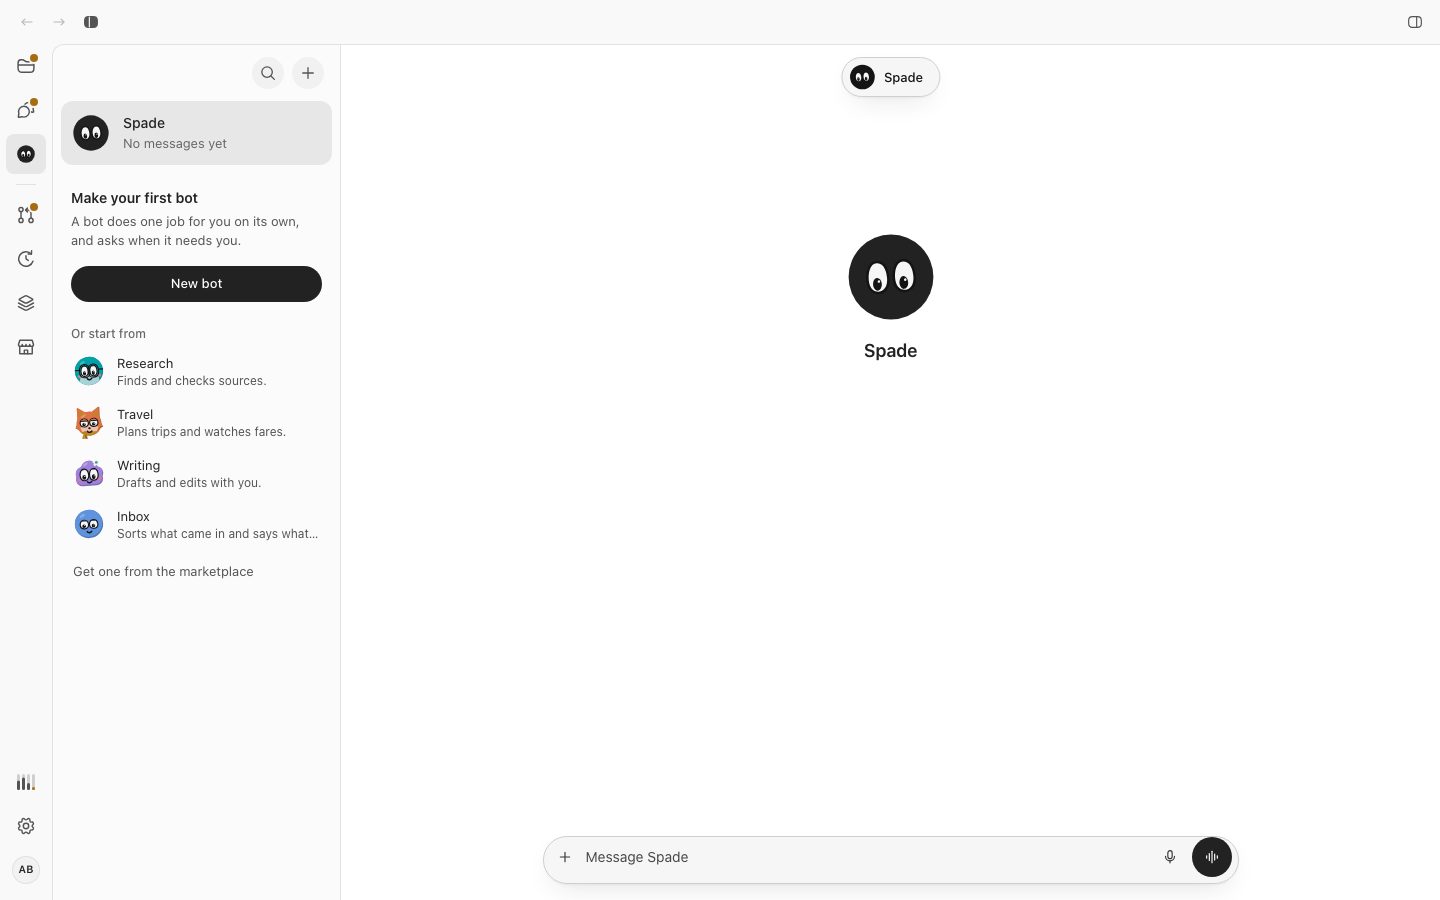 Spade
No messages yet
Make your first bot
A bot does one job for you on its own,
and asks when it needs you.
New bot
Or start from
Research
Finds and checks sources.
Travel
Plans trips and watches fares.
Writing
Drafts and edits with you.
Inbox
Sorts what came in and says what...
Get one from the marketplace
AB
Spade
Spade
Message Spade